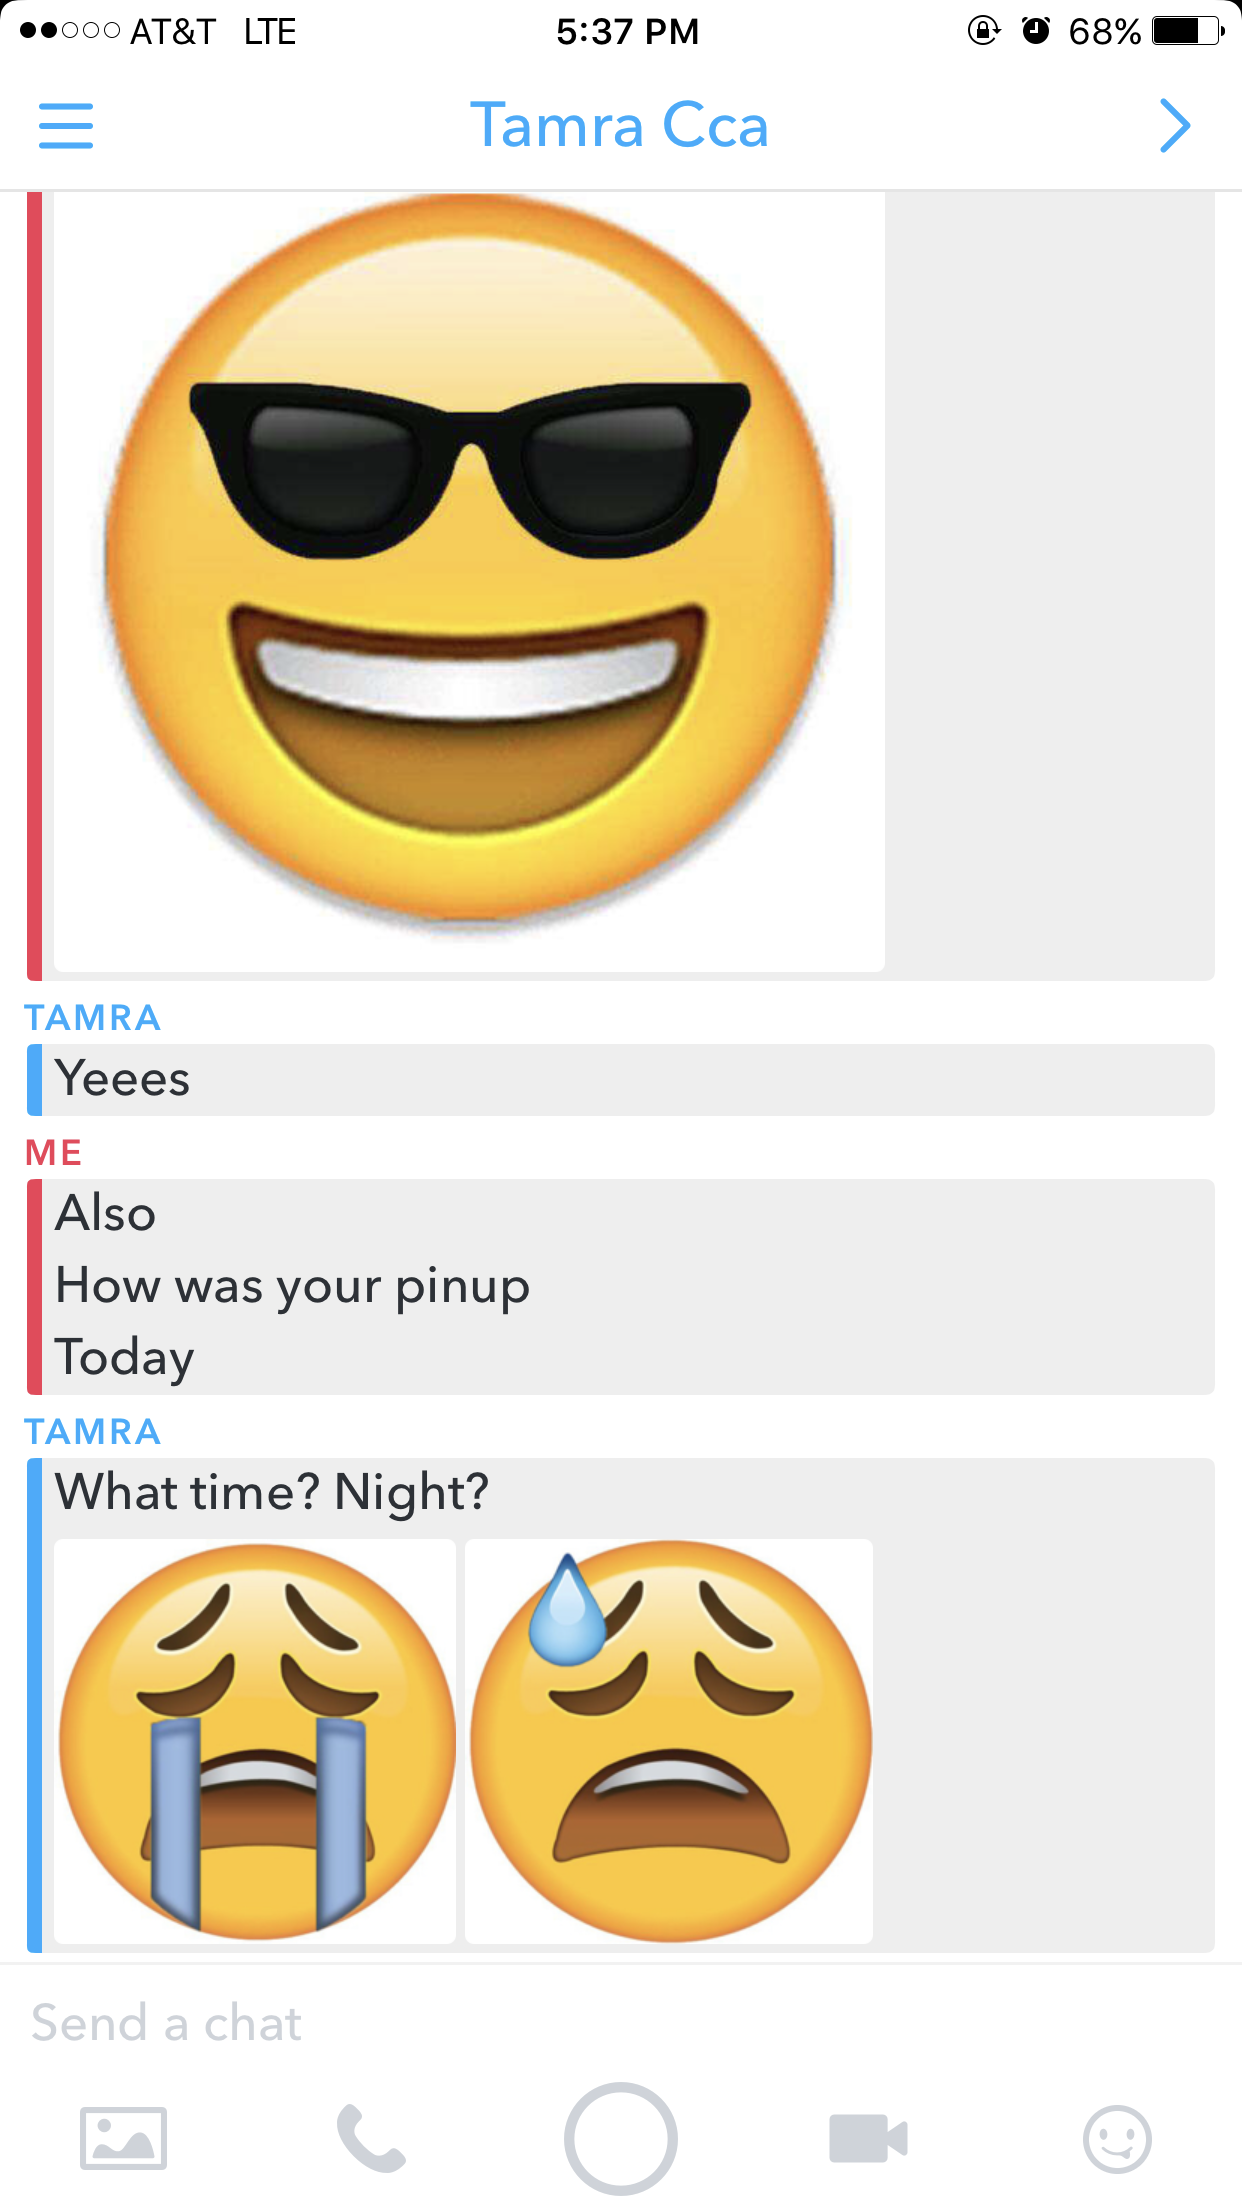 AT&T LTE 5:37 PM 68%
Tamra Cca
TAMRA
Yeees
ME
Also
How was your pinup
Today
TAMRA
What time? Night?
Send a chat